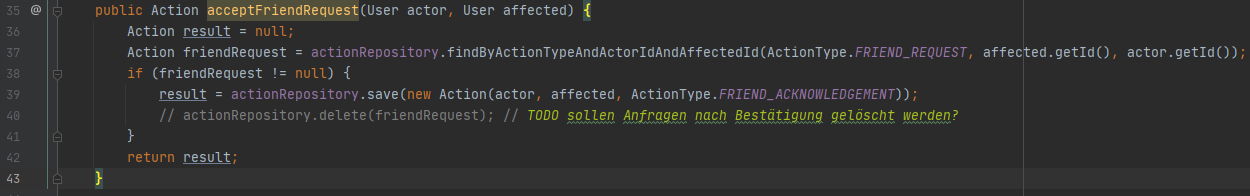 35 @ public Action acceptFriendRequest(User actor, User affected) {
36 Action result = null;
37 Action friendRequest = actionRepository.findByActionTypeAndActorIdAndAffectedId(ActionType.FRIEND_REQUEST, affected.getId(), actor.getId());
38 if (friendRequest != null) {
39 result = actionRepository.save(new Action(actor, affected, ActionType.FRIEND_ACKNOWLEDGEMENT));
40 // actionRepository.delete(friendRequest); // TODO sollen Anfragen nach Bestätigung gelöscht werden?
41 }
42 return result;
43 }